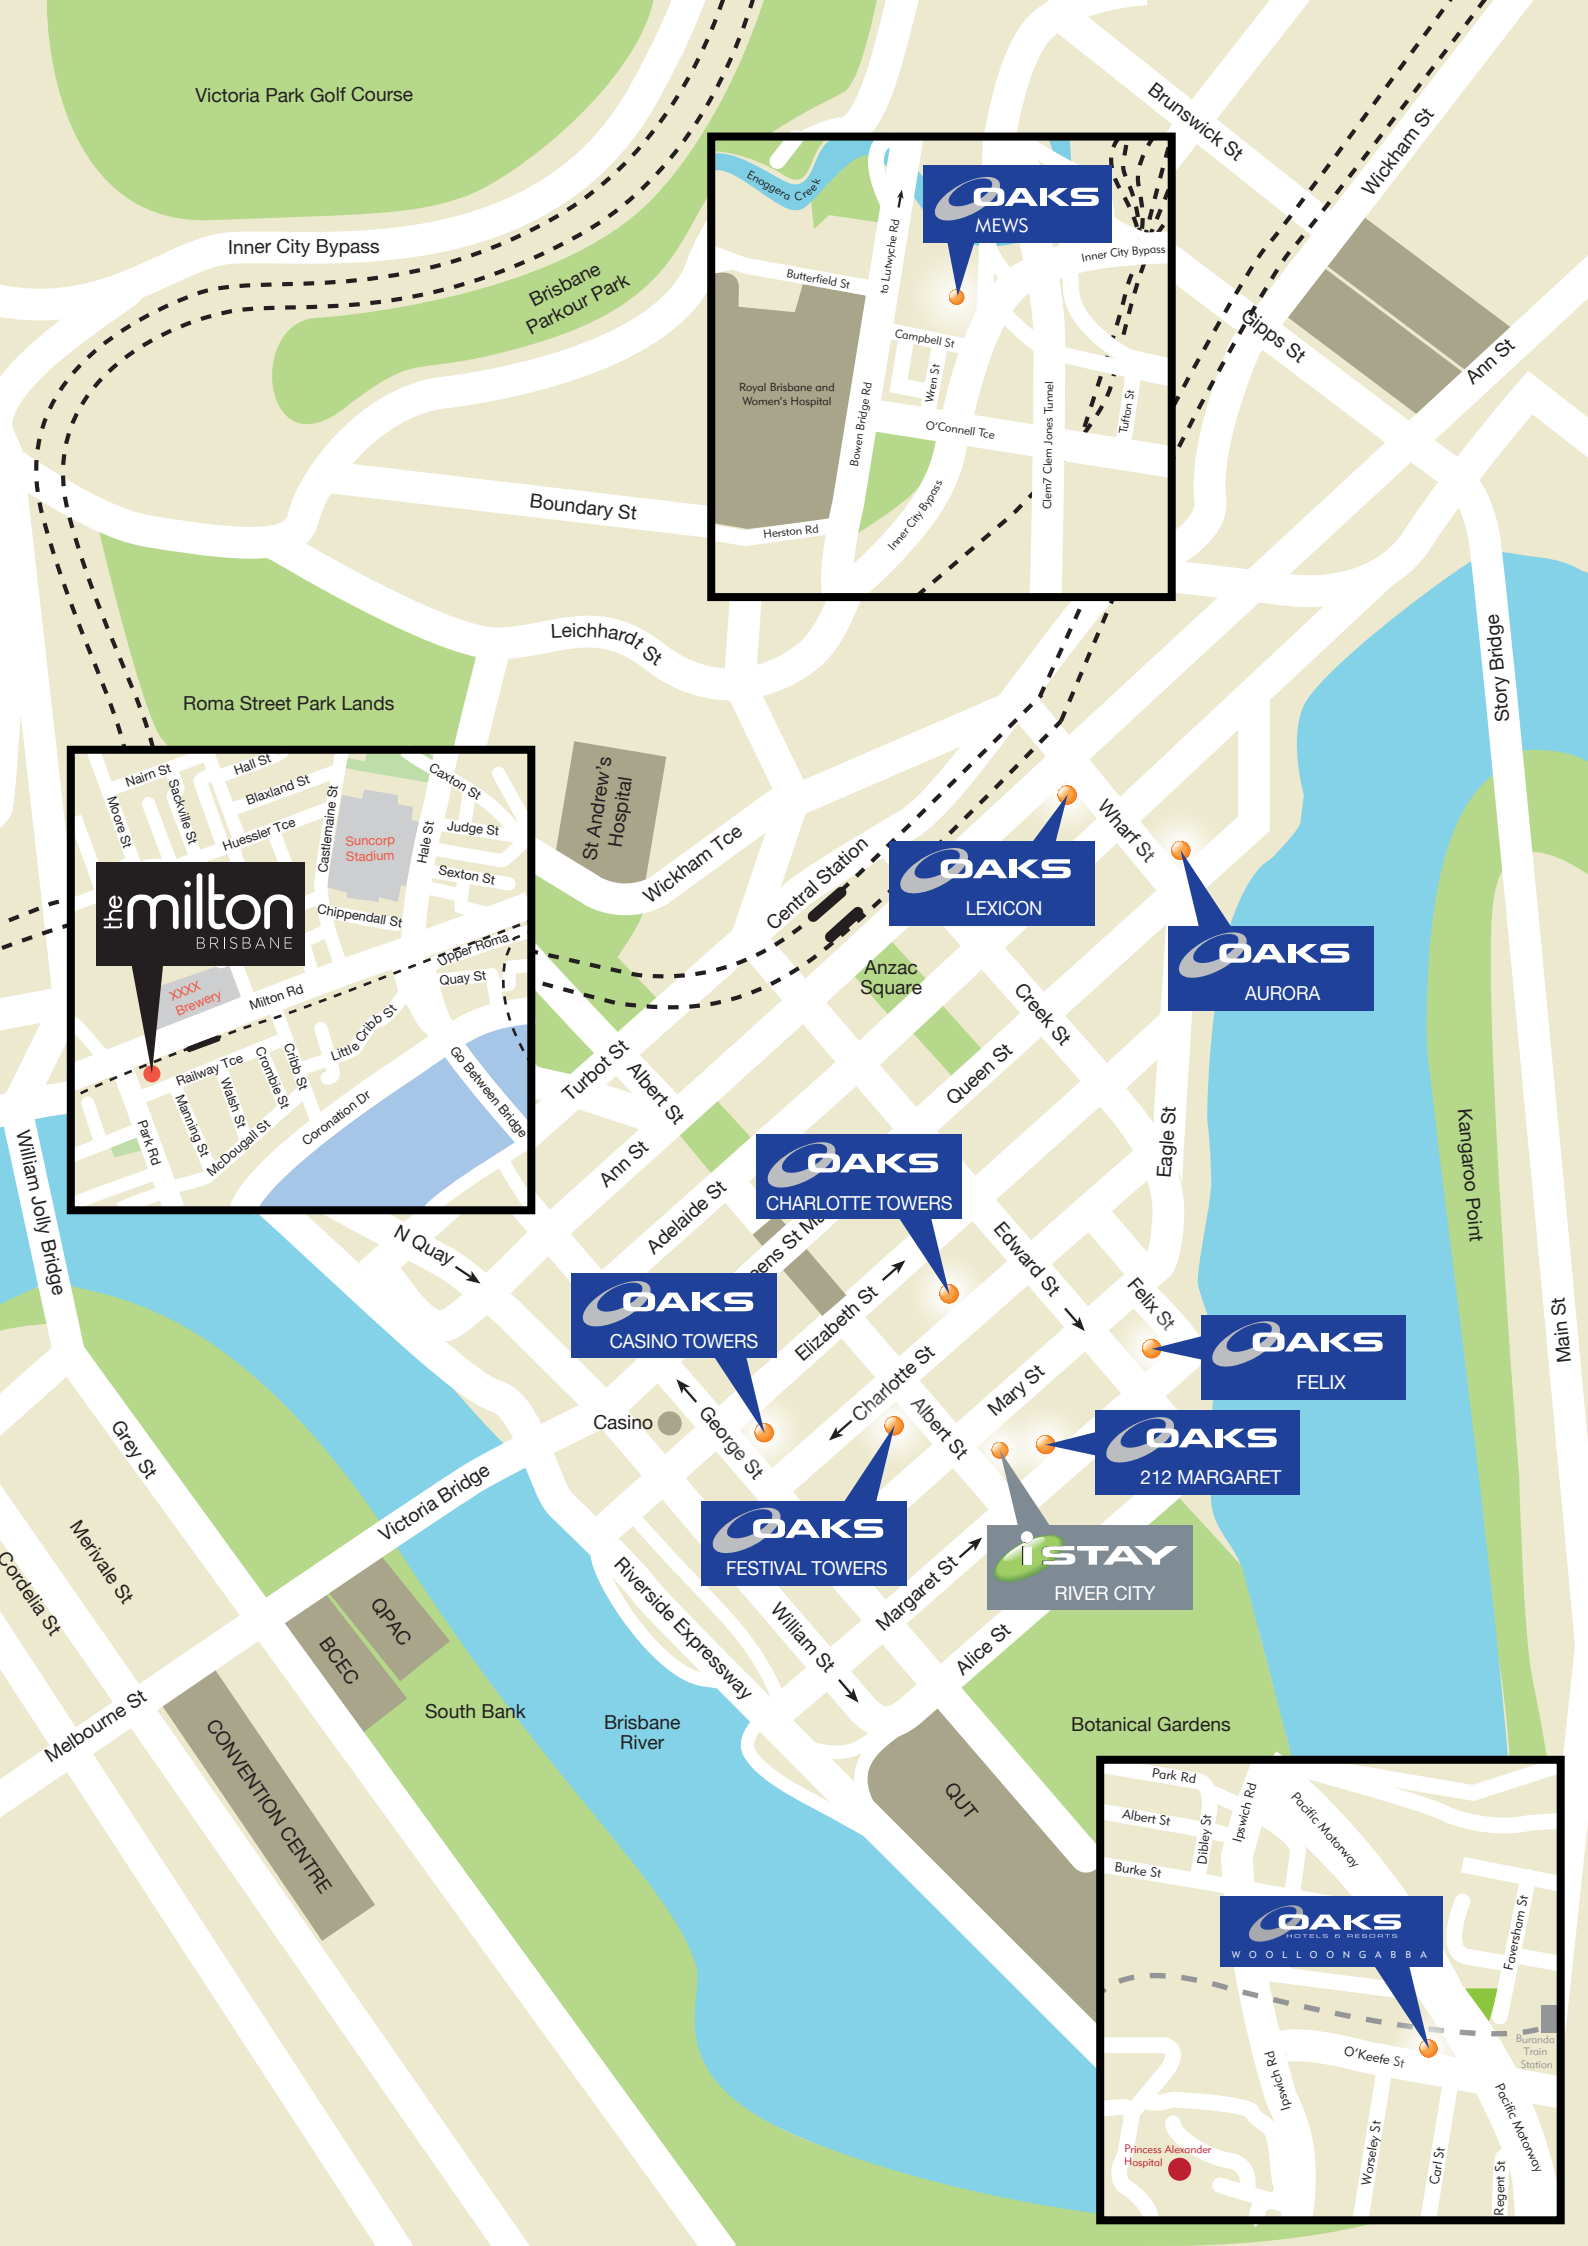 Victoria Park Golf Course
Inner City Bypass
Brisbane
Parkour Park
Brunswick St
Wickham St
Gipps St
Ann St
Boundary St
Leichhardt St
Roma Street Park Lands
Story Bridge
Enoggera Creek
to Lutwyche Rd
OAKS
MEWS
Inner City Bypass
Butterfield St
Campbell St
Wren St
Royal Brisbane and
Women's Hospital
Bowen Bridge Rd
O'Connell Tce
Clem7 Clem Jones Tunnel
Tufton St
Inner City Bypass
Herston Rd
Nairn St
Hall St
Sackville St
Blaxland St
Moore St
Huessler Tce
Castlemaine St
Suncorp
Stadium
Hale St
Caxton St
Judge St
Sexton St
Chippendall St
the milton
BRISBANE
Upper Roma
Quay St
XXXX
Brewery
Milton Rd
Little Cribb St
Railway Tce
Crombie St
Cribb St
Walsh St
Manning St
McDougall St
Park Rd
Coronation Dr
Go Between Bridge
St Andrew's
Hospital
Wickham Tce
Central Station
OAKS
LEXICON
Wharf St
OAKS
AURORA
Anzac
Square
Creek St
Queen St
Turbot St
Albert St
Ann St
Adelaide St
Eagle St
Kangaroo Point
William Jolly Bridge
N Quay
OAKS
CHARLOTTE TOWERS
Edward St
Felix St
Elizabeth St
OAKS
CASINO TOWERS
OAKS
FELIX
Main St
Charlotte St
Mary St
Albert St
Casino
George St
OAKS
212 MARGARET
Grey St
Victoria Bridge
OAKS
FESTIVAL TOWERS
iSTAY
RIVER CITY
Margaret St
Alice St
Merivale St
Cordelia St
Riverside Expressway
William St
QPAC
BCEC
Melbourne St
South Bank
Brisbane
River
Botanical Gardens
CONVENTION CENTRE
QUT
Park Rd
Albert St
Dibley St
Ipswich Rd
Pacific Motorway
Burke St
OAKS
HOTELS & RESORTS
WOOLLOONGABBA
Faversham St
O'Keefe St
Buranda
Train
Station
Ipswich Rd
Pacific Motorway
Princess Alexander
Hospital
Worseley St
Carl St
Regent St